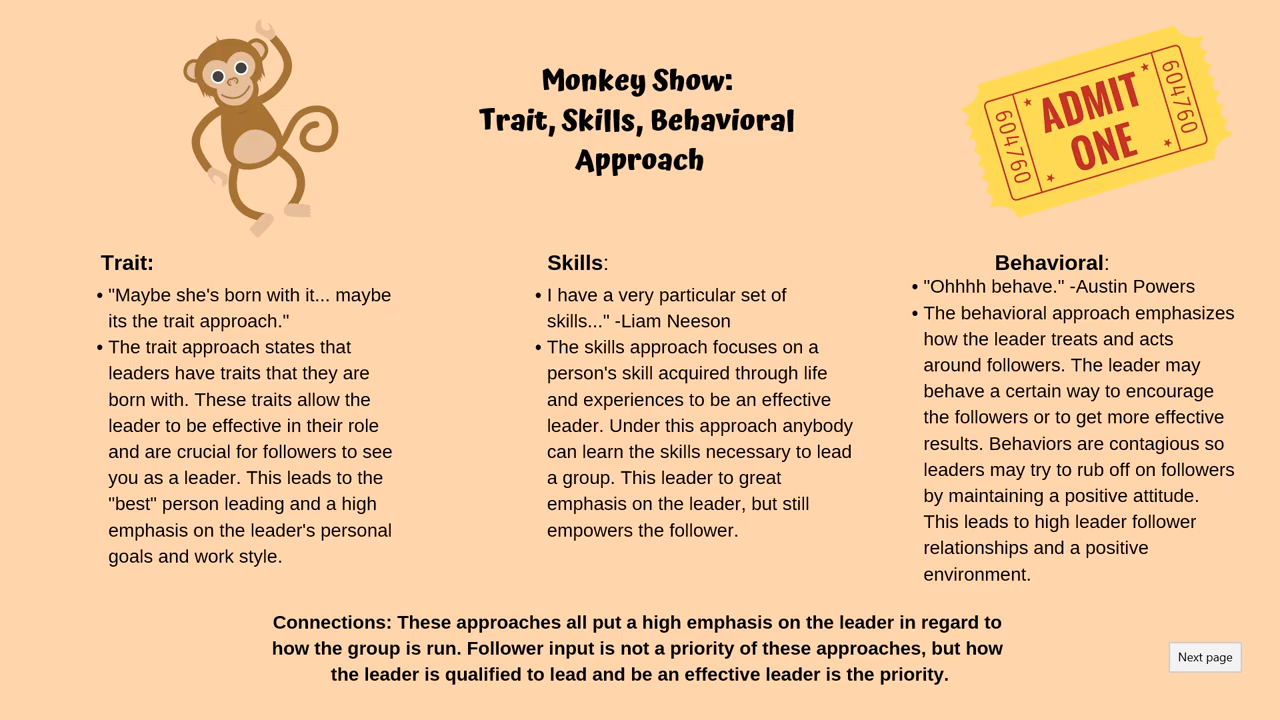 Monkey Show:
Trait, Skills, Behavioral
Approach
604760
ADMIT
ONE
604760
Trait:
• "Maybe she's born with it... maybe
its the trait approach."
• The trait approach states that
leaders have traits that they are
born with. These traits allow the
leader to be effective in their role
and are crucial for followers to see
you as a leader. This leads to the
"best" person leading and a high
emphasis on the leader's personal
goals and work style.
Skills:
• I have a very particular set of
skills..." -Liam Neeson
• The skills approach focuses on a
person's skill acquired through life
and experiences to be an effective
leader. Under this approach anybody
can learn the skills necessary to lead
a group. This leader to great
emphasis on the leader, but still
empowers the follower.
Behavioral:
• "Ohhhh behave." -Austin Powers
• The behavioral approach emphasizes
how the leader treats and acts
around followers. The leader may
behave a certain way to encourage
the followers or to get more effective
results. Behaviors are contagious so
leaders may try to rub off on followers
by maintaining a positive attitude.
This leads to high leader follower
relationships and a positive
environment.
Connections: These approaches all put a high emphasis on the leader in regard to
how the group is run. Follower input is not a priority of these approaches, but how
the leader is qualified to lead and be an effective leader is the priority.
Next page